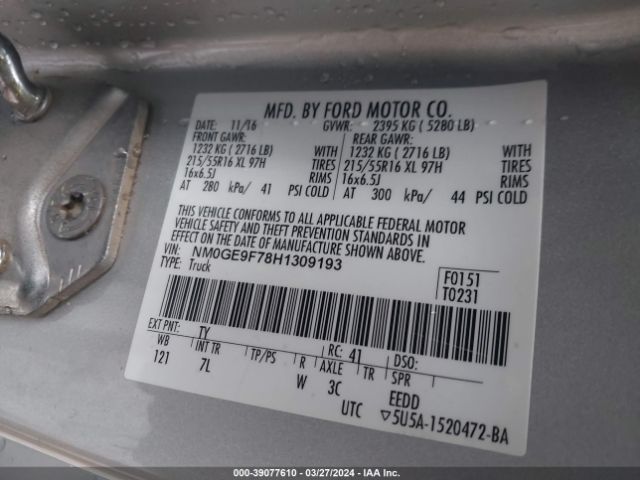 MFD. BY FORD MOTOR CO.
DATE: 11/16 GVWR: 2395 KG ( 5280 LB)
FRONT GAWR: REAR GAWR:
1232 KG ( 2716 LB) WITH 1232 KG ( 2716 LB) WITH
215/55R16 XL 97H TIRES 215/55R16 XL 97H TIRES
16x6.5J RIMS 16x6.5J RIMS
AT 280 kPa/ 41 PSI COLD AT 300 kPa/ 44 PSI COLD
THIS VEHICLE CONFORMS TO ALL APPLICABLE FEDERAL MOTOR
VEHICLE SAFETY AND THEFT PREVENTION STANDARDS IN
EFFECT ON THE DATE OF MANUFACTURE SHOWN ABOVE.
VIN: NM0GE9F78H1309193
TYPE: Truck
F0151
T0231
EXT PNT: TY RC: 41 DSO:
WB INT TR TP/PS R AXLE TR SPR
121 7L W 3C EEDD
UTC ▽5U5A-1520472-BA
000-39077610 - 03/27/2024 - IAA Inc.